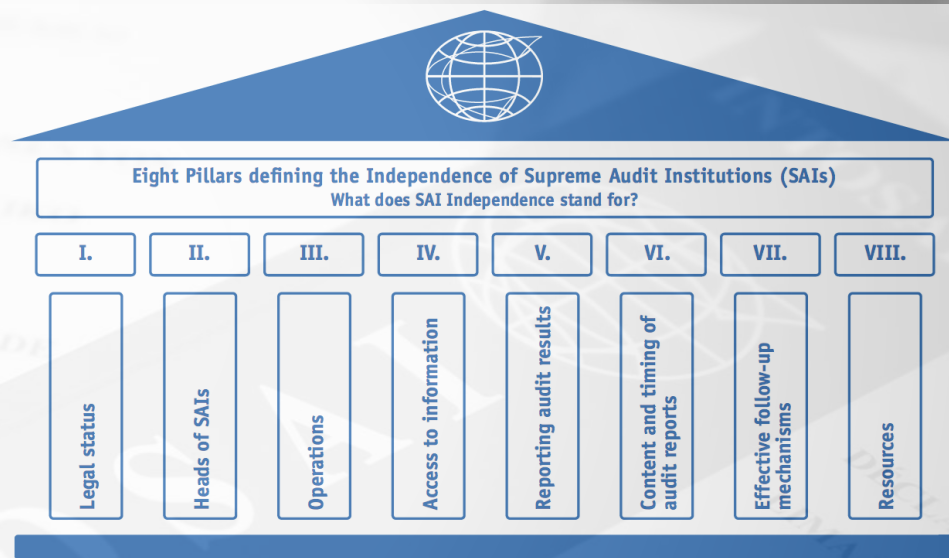 Eight Pillars defining the Independence of Supreme Audit Institutions (SAIs)
What does SAI Independence stand for?
I.
II.
III.
IV.
V.
VI.
VII.
VIII.
Legal status
Heads of SAIs
Operations
Access to information
Reporting audit results
Content and timing of
audit reports
Effective follow-up
mechanisms
Resources